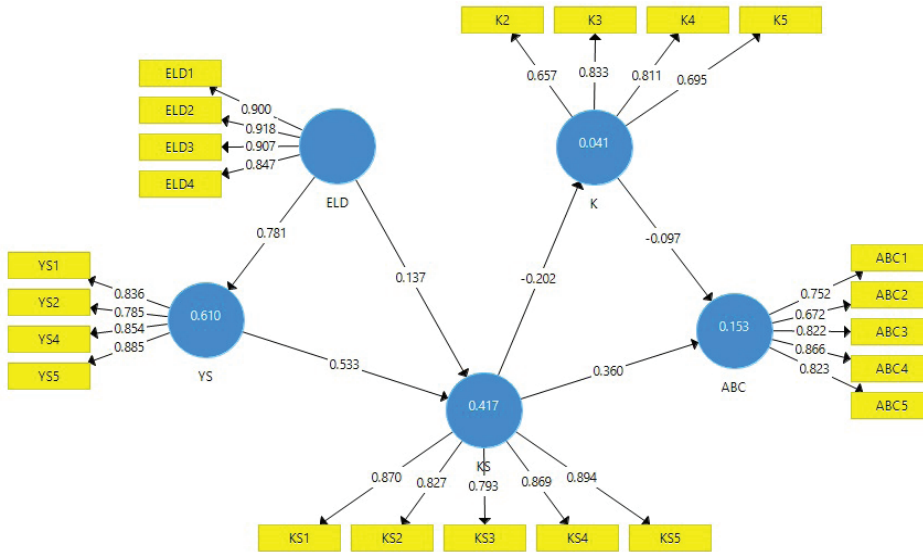 K2
K3
K4
K5
0.657
0.833
0.811
0.695
ELD1
ELD2
ELD3
ELD4
0.900
0.918
0.907
0.847
ELD
0.041
K
0.781
0.137
-0.202
-0.097
YS1
YS2
YS4
YS5
0.836
0.785
0.854
0.885
0.610
YS
0.533
0.360
0.153
ABC
0.752
0.672
0.822
0.866
0.823
ABC1
ABC2
ABC3
ABC4
ABC5
0.417
KS
0.870
0.827
0.793
0.869
0.894
KS1
KS2
KS3
KS4
KS5